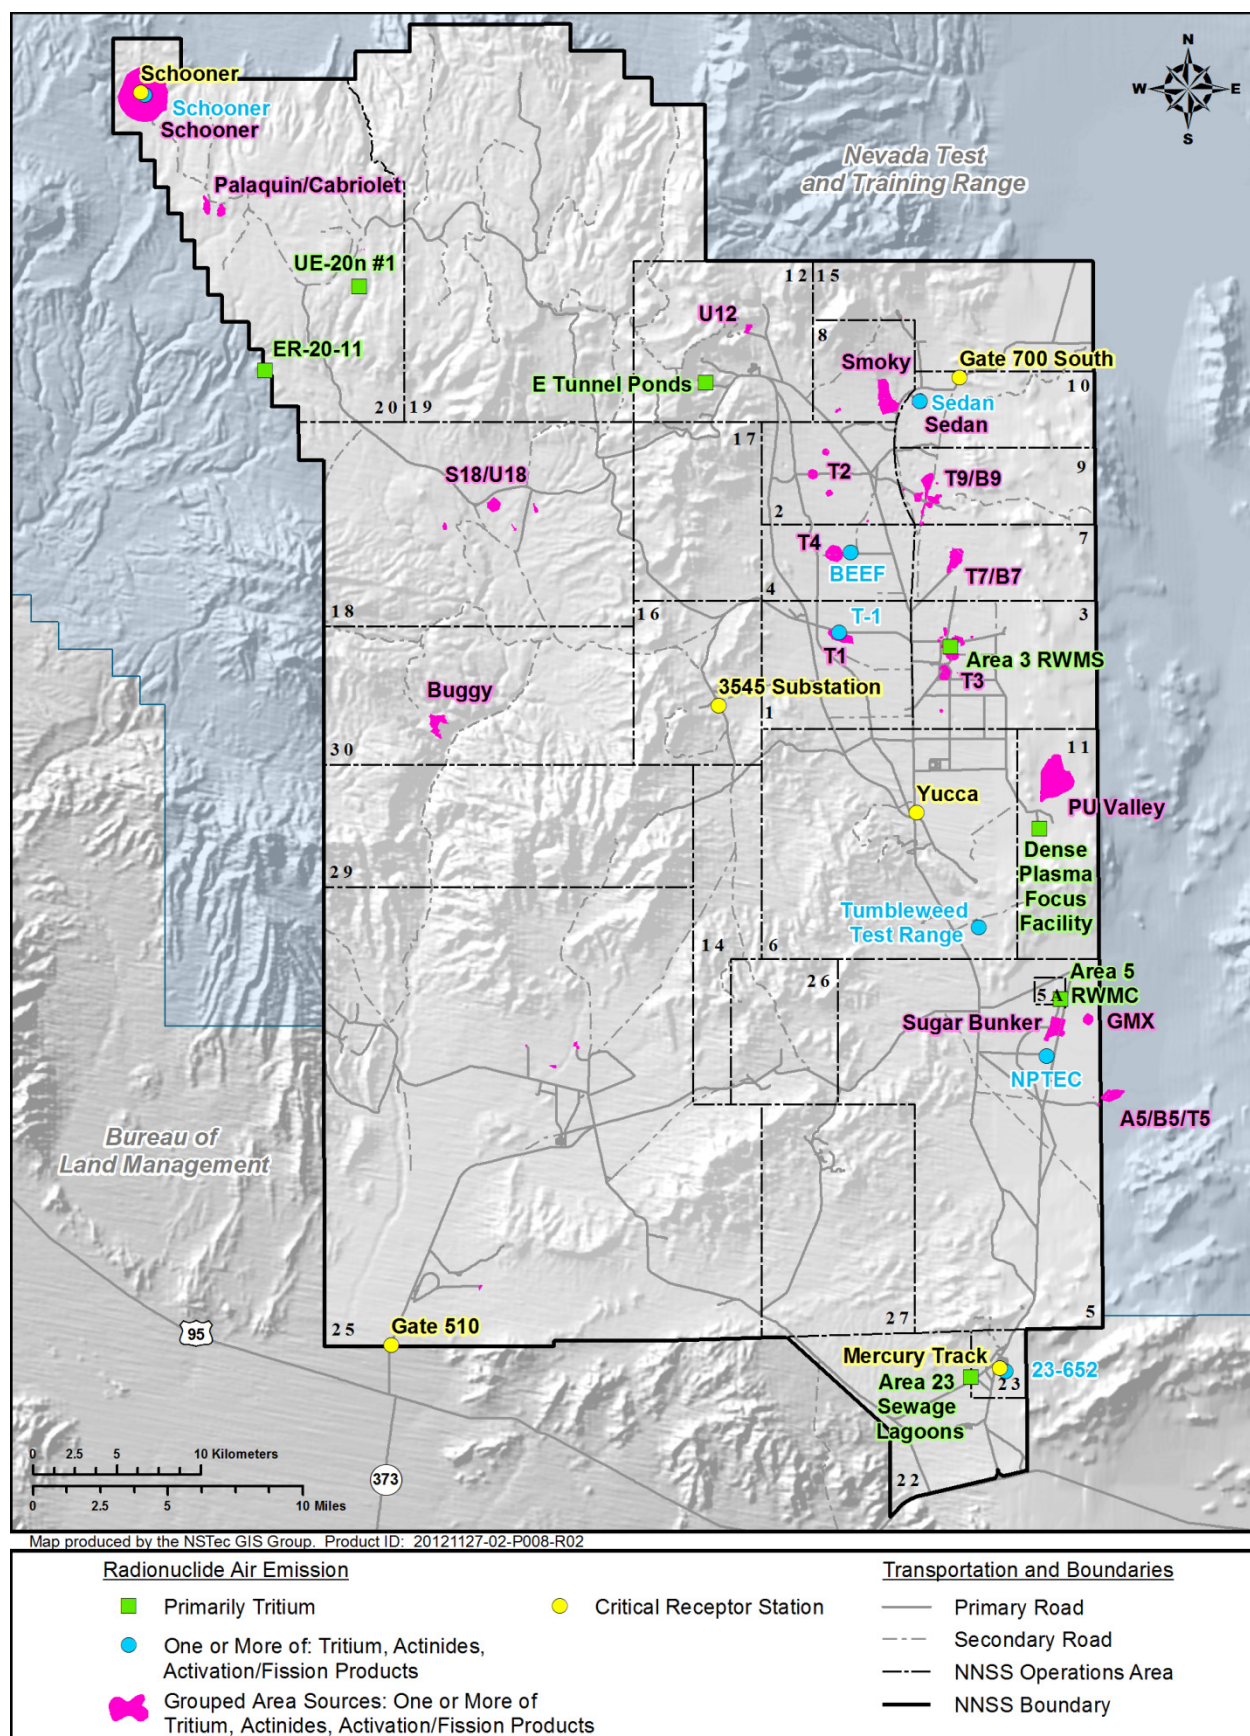 N
W E
S
Schooner
Schooner
Schooner
Nevada Test
and Training Range
Palaquin/Cabriolet
UE-20n #1
12
15
U12
8
ER-20-11
Smoky
Gate 700 South
E Tunnel Ponds
10
Sedan
Sedan
20
19
17
9
S18/U18
T2
T9/B9
2
7
T4
BEEF
T7/B7
4
18
16
T-1
3
T1
Area 3 RWMS
T3
3545 Substation
Buggy
1
30
11
Yucca
PU Valley
Dense
Plasma
Focus
Facility
29
Tumbleweed
Test Range
14
6
26
Area 5
RWMC
5A
Sugar Bunker
GMX
NPTEC
A5/B5/T5
Bureau of
Land Management
95
25
Gate 510
27
5
Mercury Track
23-652
Area 23
Sewage
Lagoons
23
22
373
0 2.5 5 10 Kilometers
0 2.5 5 10 Miles
Map produced by the NSTec GIS Group. Product ID: 20121127-02-P008-R02
Radionuclide Air Emission
Primarily Tritium
One or More of: Tritium, Actinides,
Activation/Fission Products
Grouped Area Sources: One or More of
Tritium, Actinides, Activation/Fission Products
Critical Receptor Station
Transportation and Boundaries
Primary Road
Secondary Road
NNSS Operations Area
NNSS Boundary